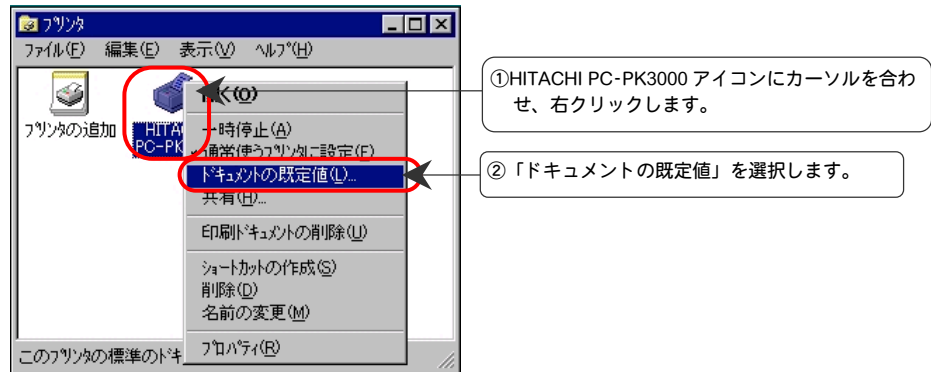 プリンタ
ファイル(F) 編集(E) 表示(V) ヘルプ(H)
プリンタの追加
HITA
PC-PK
く(O)
一時停止(A)
通常使うプリンタに設定(F)
ドキュメントの既定値(L)...
共有(H)...
印刷ドキュメントの削除(U)
ショートカットの作成(S)
削除(D)
名前の変更(M)
プロパティ(R)
このプリンタの標準のドキ
①HITACHI PC-PK3000 アイコンにカーソルを合わ
せ、右クリックします。
②「ドキュメントの既定値」を選択します。